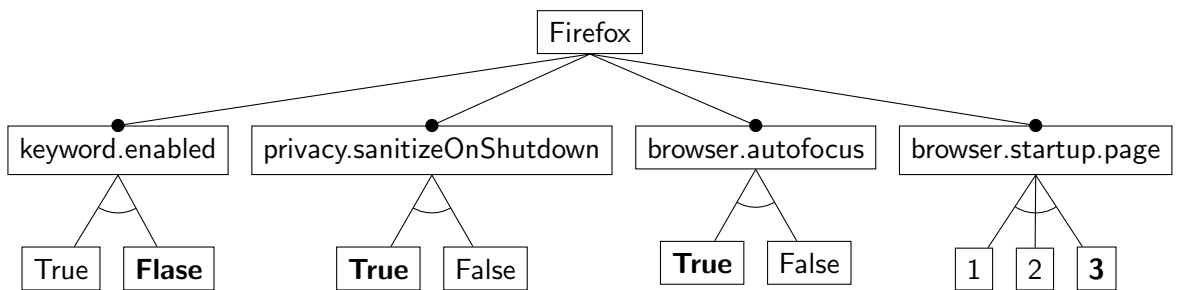 Firefox
keyword.enabled privacy.sanitizeOnShutdown browser.autofocus browser.startup.page
True Flase True False True False 1 2 3